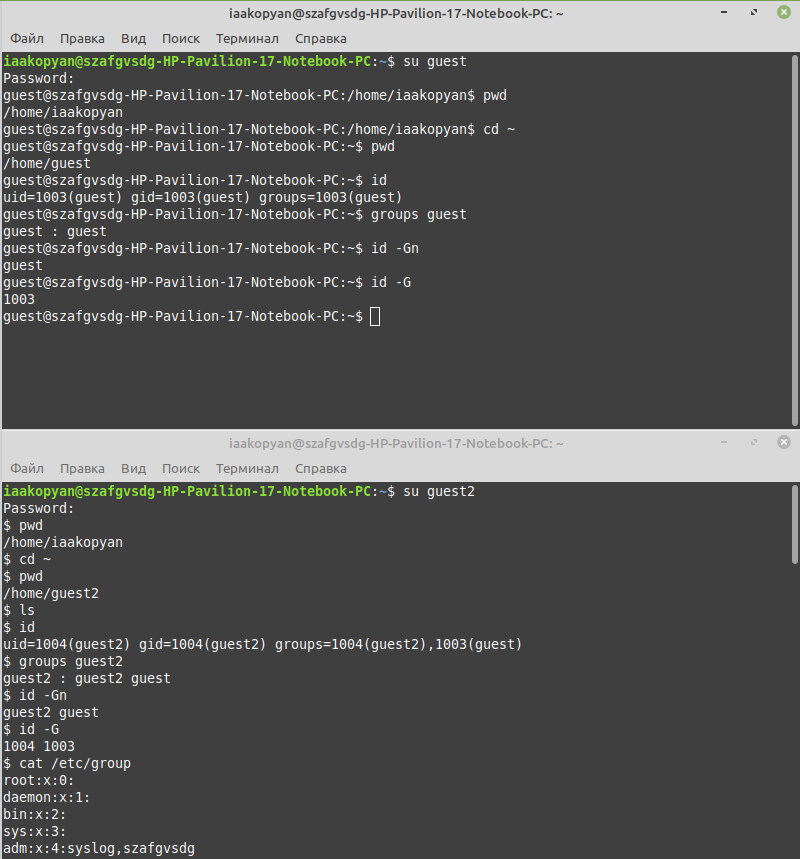 iaakopyan@szafgvsdg-HP-Pavilion-17-Notebook-PC: ~
Файл Правка Вид Поиск Терминал Справка
iaakopyan@szafgvsdg-HP-Pavilion-17-Notebook-PC:~$ su guest
Password:
guest@szafgvsdg-HP-Pavilion-17-Notebook-PC:/home/iaakopyan$ pwd
/home/iaakopyan
guest@szafgvsdg-HP-Pavilion-17-Notebook-PC:/home/iaakopyan$ cd ~
guest@szafgvsdg-HP-Pavilion-17-Notebook-PC:~$ pwd
/home/guest
guest@szafgvsdg-HP-Pavilion-17-Notebook-PC:~$ id
uid=1003(guest) gid=1003(guest) groups=1003(guest)
guest@szafgvsdg-HP-Pavilion-17-Notebook-PC:~$ groups guest
guest : guest
guest@szafgvsdg-HP-Pavilion-17-Notebook-PC:~$ id -Gn
guest
guest@szafgvsdg-HP-Pavilion-17-Notebook-PC:~$ id -G
1003
guest@szafgvsdg-HP-Pavilion-17-Notebook-PC:~$
iaakopyan@szafgvsdg-HP-Pavilion-17-Notebook-PC: ~
Файл Правка Вид Поиск Терминал Справка
iaakopyan@szafgvsdg-HP-Pavilion-17-Notebook-PC:~$ su guest2
Password:
$ pwd
/home/iaakopyan
$ cd ~
$ pwd
/home/guest2
$ ls
$ id
uid=1004(guest2) gid=1004(guest2) groups=1004(guest2),1003(guest)
$ groups guest2
guest2 : guest2 guest
$ id -Gn
guest2 guest
$ id -G
1004 1003
$ cat /etc/group
root:x:0:
daemon:x:1:
bin:x:2:
sys:x:3:
adm:x:4:syslog,szafgvsdg